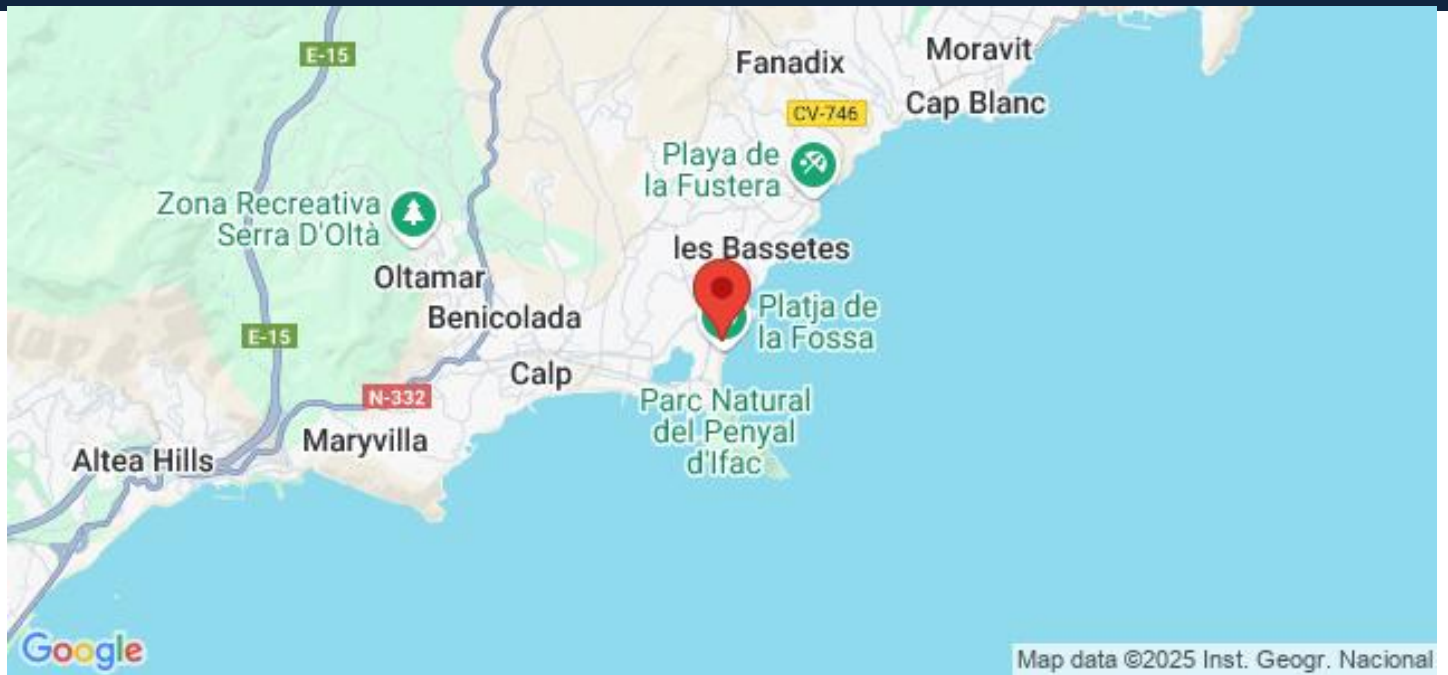 E-15
Fanadix
Moravit
CV-746
Cap Blanc
Playa de
la Fustera
Zona Recreativa
Serra D'Oltà
les Bassetes
Oltamar
Benicolada
Platja de
la Fossa
E-15
Calp
N-332
Parc Natural
del Penyal
d'Ifac
Maryvilla
Altea Hills
Google
Map data ©2025 Inst. Geogr. Nacional